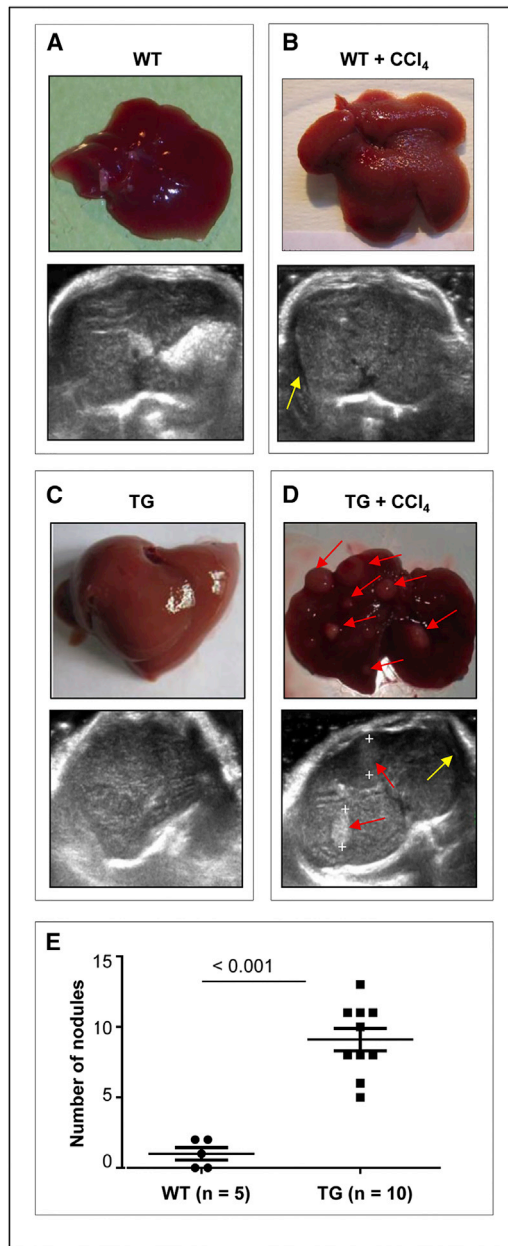 A
WT
B
WT + CCl₄
C
TG
D
TG + CCl₄
+
+
+
+
E
Number of nodules
15
10
5
0
< 0.001
WT (n = 5)
TG (n = 10)